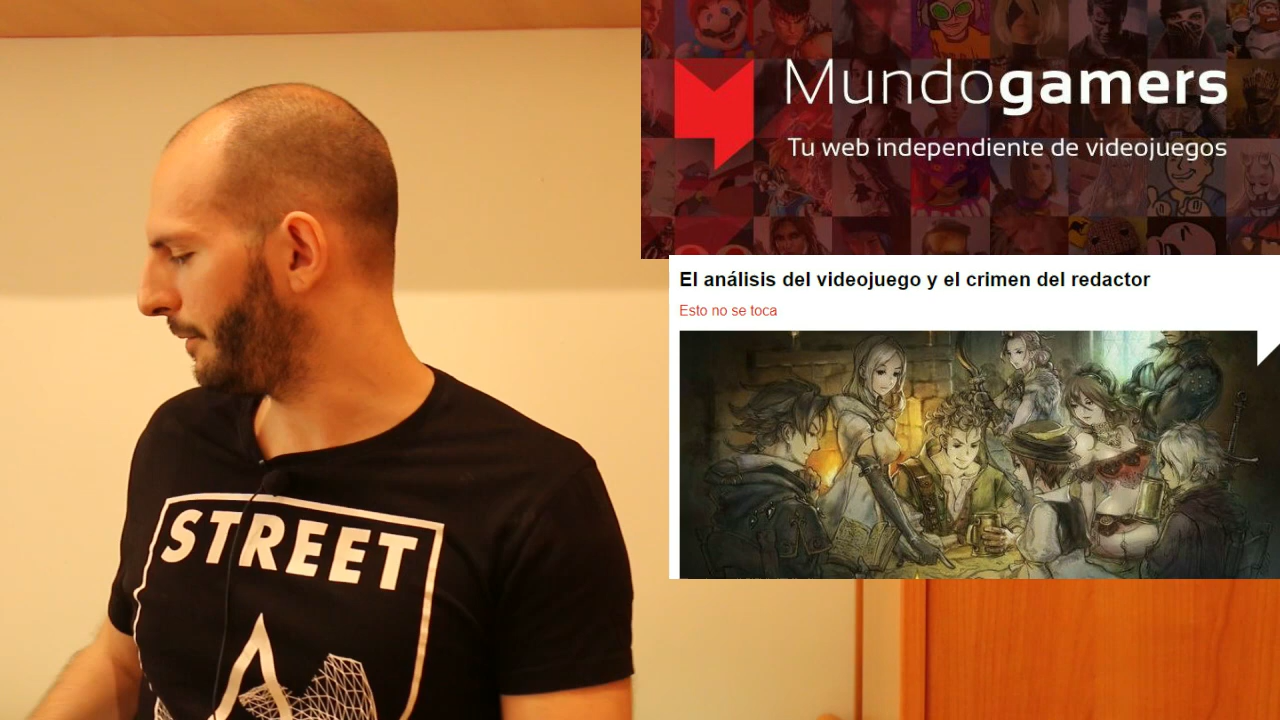 Mundogamers
Tu web independiente de videojuegos
El análisis del videojuego y el crimen del redactor
Esto no se toca
STREET